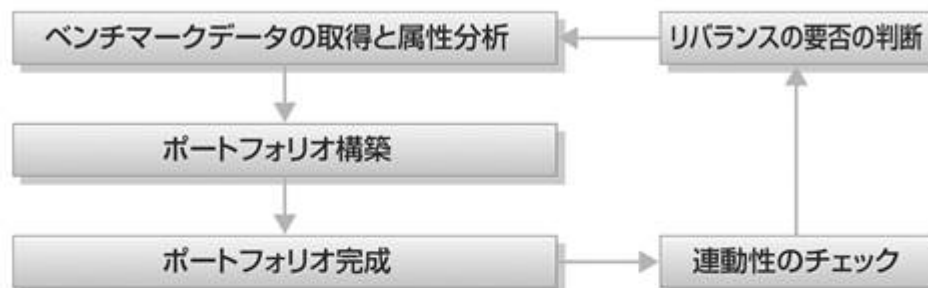 ベンチマークデータの取得と属性分析
リバランスの要否の判断
ポートフォリオ構築
ポートフォリオ完成
連動性のチェック